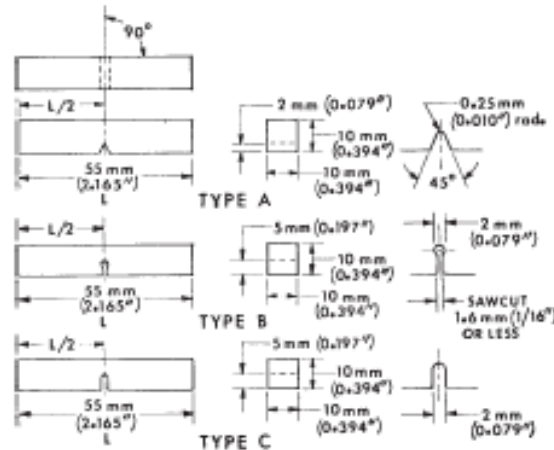 90°
L/2
2 mm (0.079")
0.25 mm
(0.010") rad.
10 mm
(0.394")
55 mm
(2.165")
L
10 mm
(0.394")
45°
TYPE A
L/2
5 mm (0.197")
2 mm
(0.079")
10 mm
(0.394")
55 mm
(2.165")
L
10 mm
(0.394")
SAWCUT
1.6 mm (1/16")
OR LESS
TYPE B
L/2
5 mm (0.197")
10 mm
(0.394")
55 mm
(2.165")
L
10 mm
(0.394")
2 mm
(0.079")
TYPE C